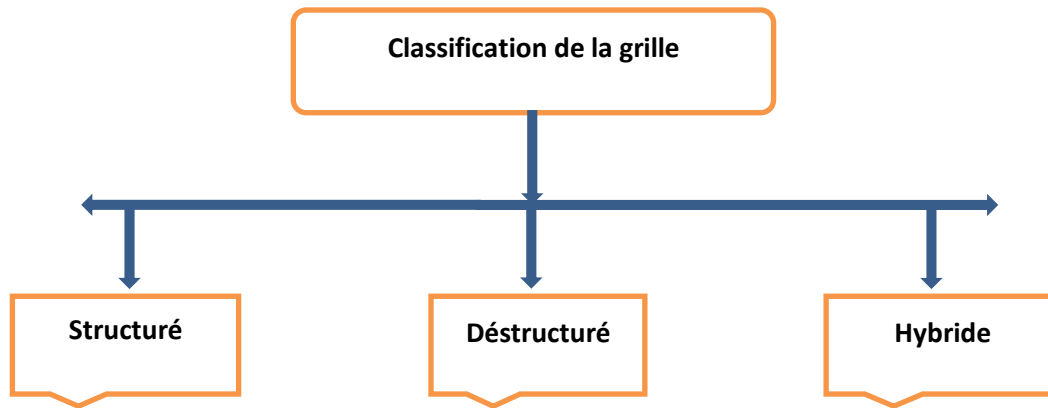 Classification de la grille
Structuré
Déstructuré
Hybride